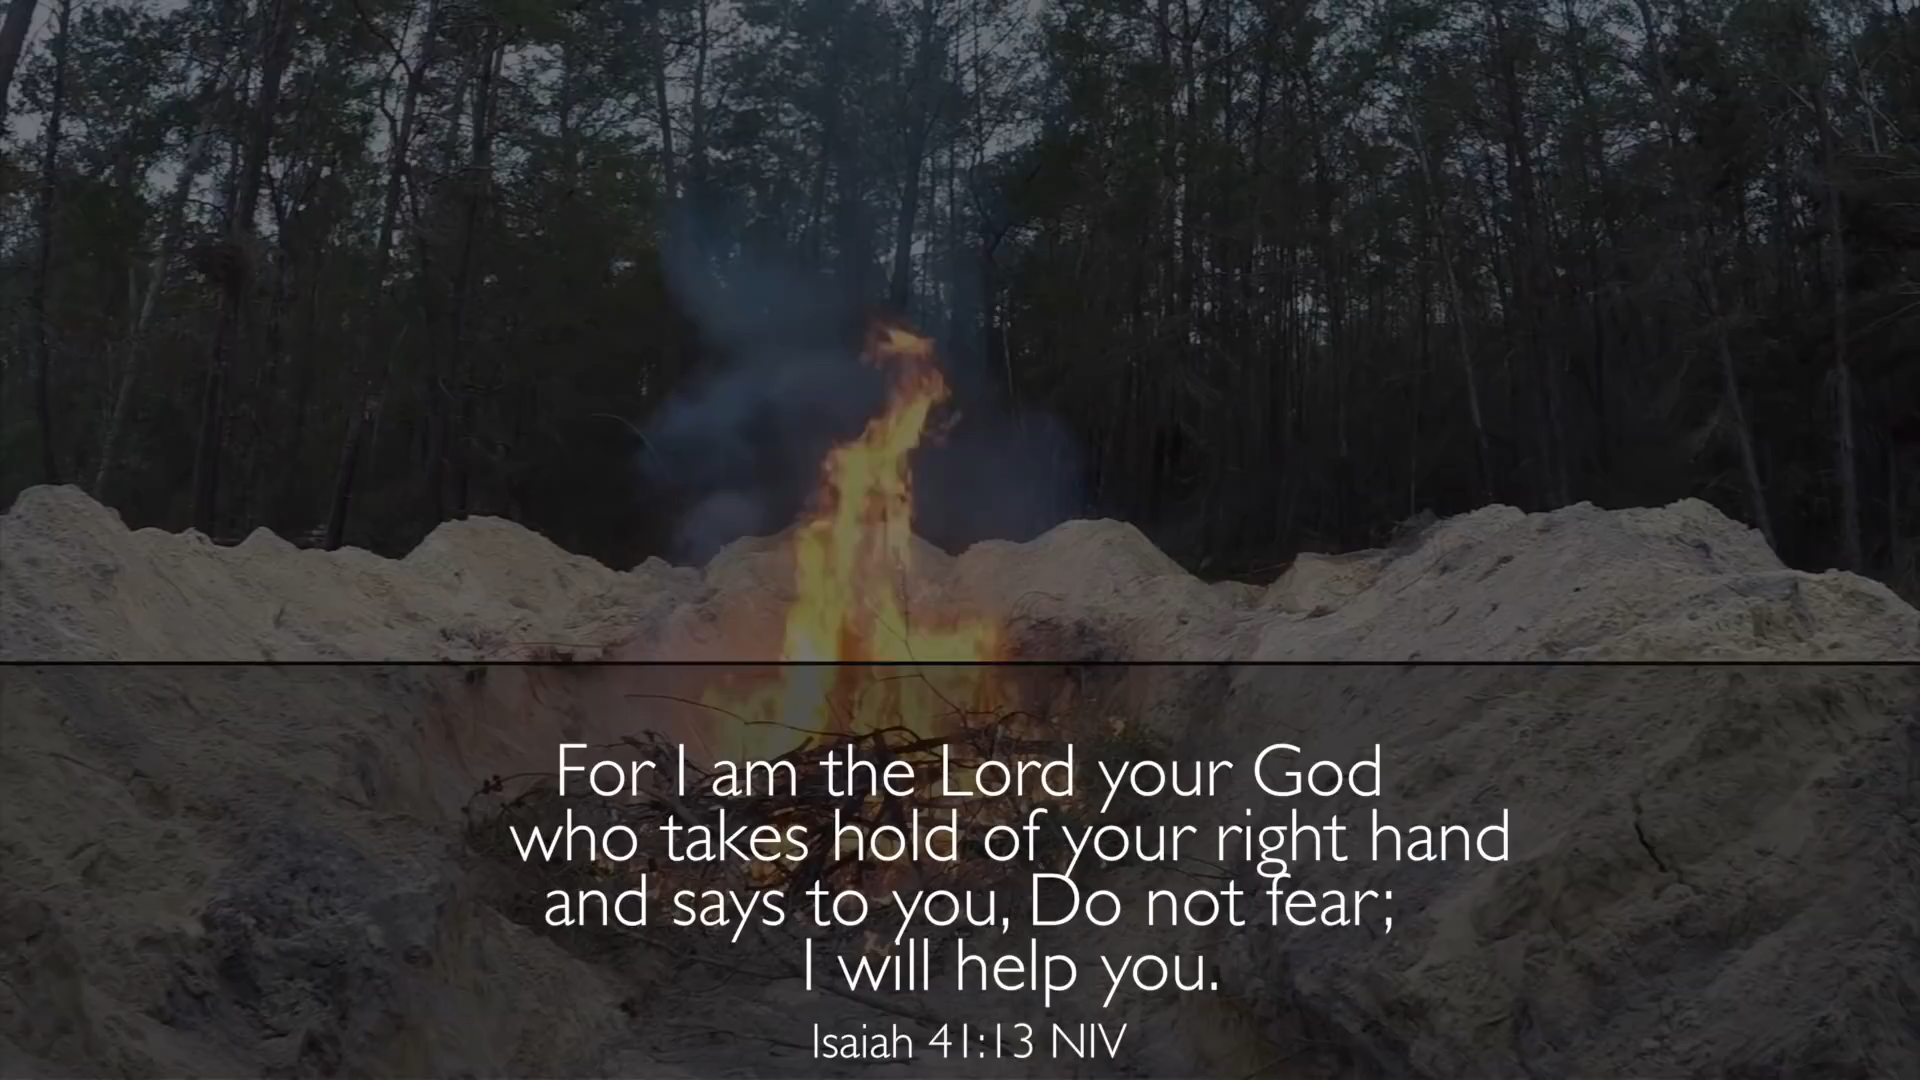 For I am the Lord your God
who takes hold of your right hand
and says to you, Do not fear;
I will help you.
Isaiah 41:13 NIV